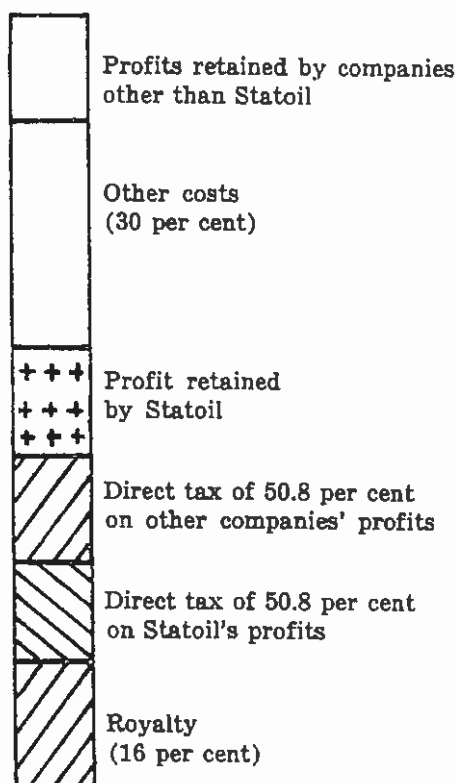 Profits retained by companies
other than Statoil
Other costs
(30 per cent)
Profit retained
by Statoil
Direct tax of 50.8 per cent
on other companies' profits
Direct tax of 50.8 per cent
on Statoil's profits
Royalty
(16 per cent)